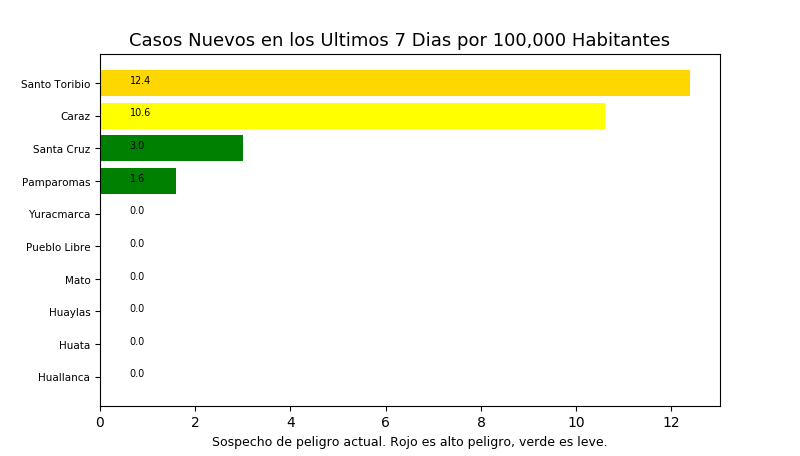 Casos Nuevos en los Ultimos 7 Dias por 100,000 Habitantes
Santo Toribio 12.4
Caraz 10.6
Santa Cruz 3.0
Pamparomas 1.6
Yuracmarca 0.0
Pueblo Libre 0.0
Mato 0.0
Huaylas 0.0
Huata 0.0
Huallanca 0.0
0 2 4 6 8 10 12
Sospecho de peligro actual. Rojo es alto peligro, verde es leve.